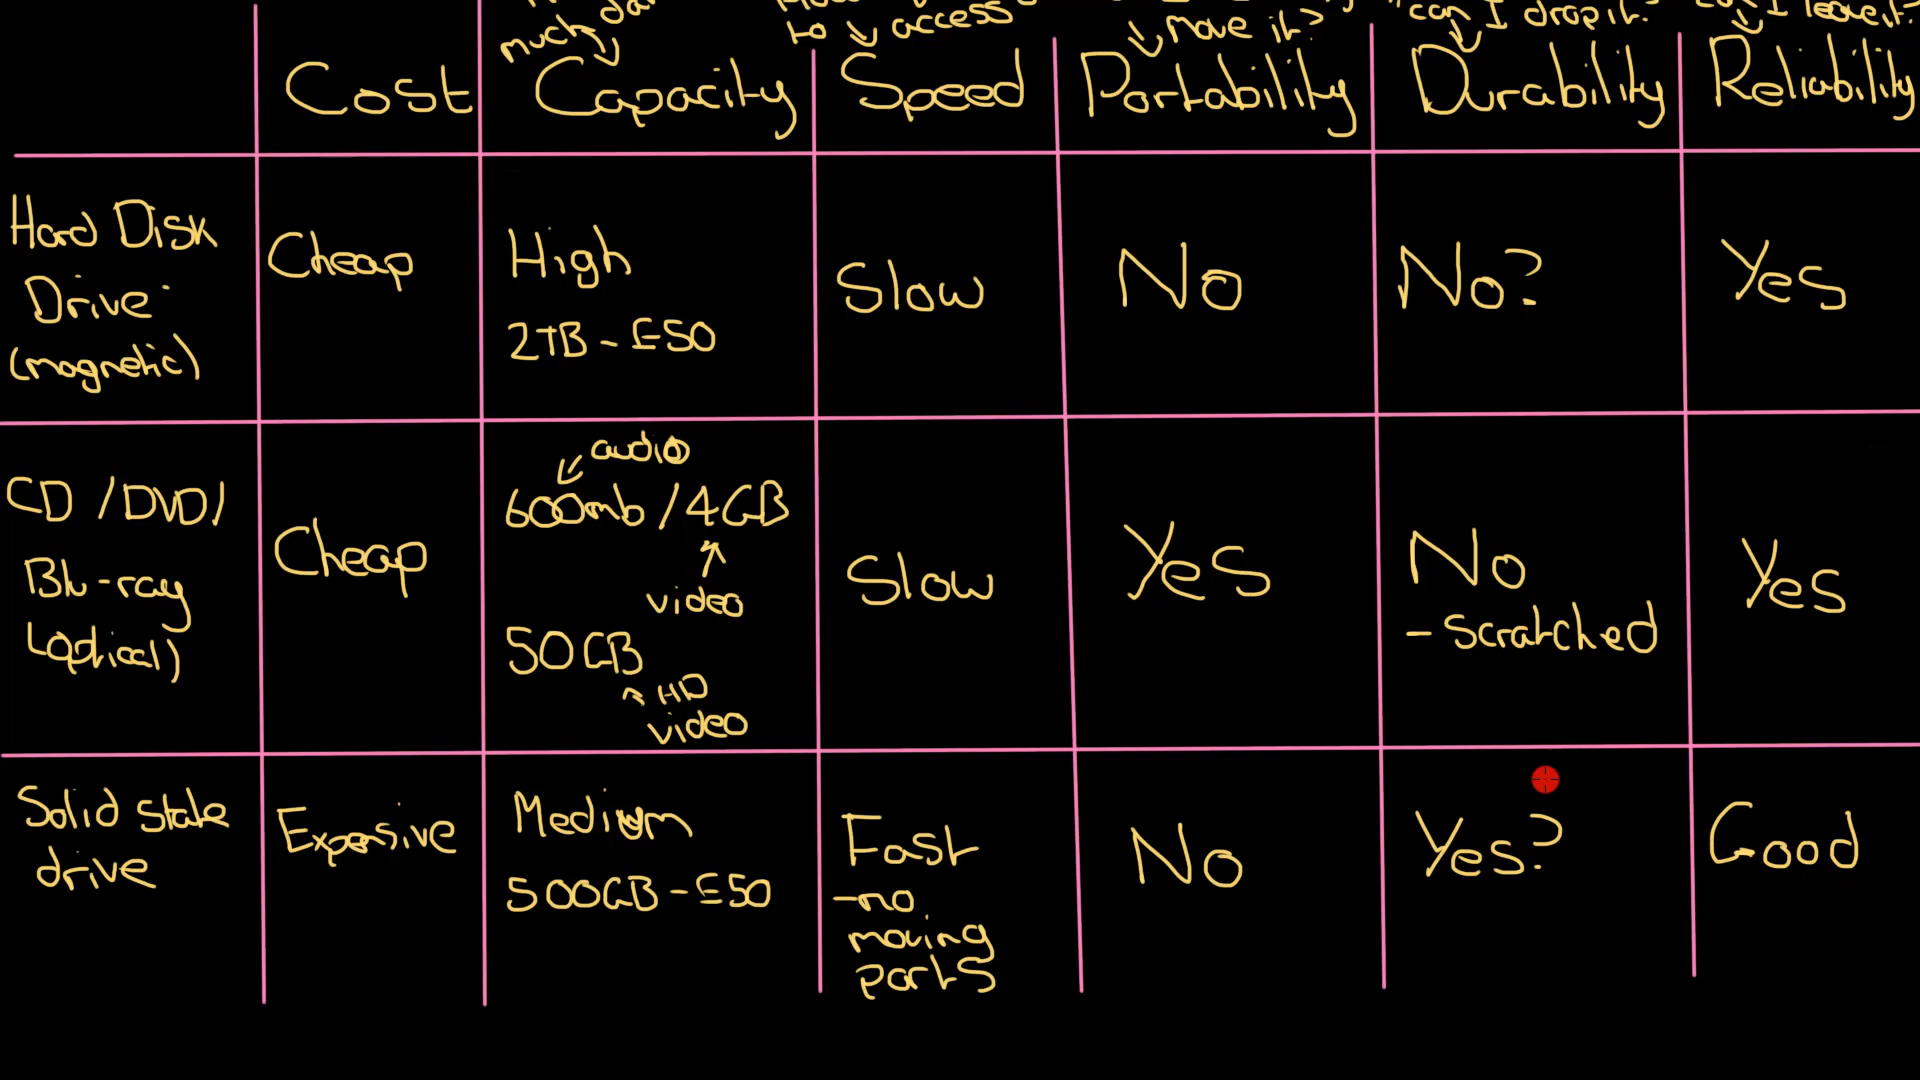 much
to access
move it?
"can I drop it?
I leave it?
Cost Capacity Speed Portability Durability Reliability
Hard Disk
Drive
(magnetic)
Cheap
High
2TB - £50
Slow
No
No?
Yes
CD / DVD /
Blu-ray
(optical)
Cheap
audio
600mb / 4GB
video
50GB
HD
video
Slow
Yes
No
- scratched
Yes
Solid state
drive
Expensive
Medium
500GB - £50
Fast
- no
moving
parts
No
Yes?
Good